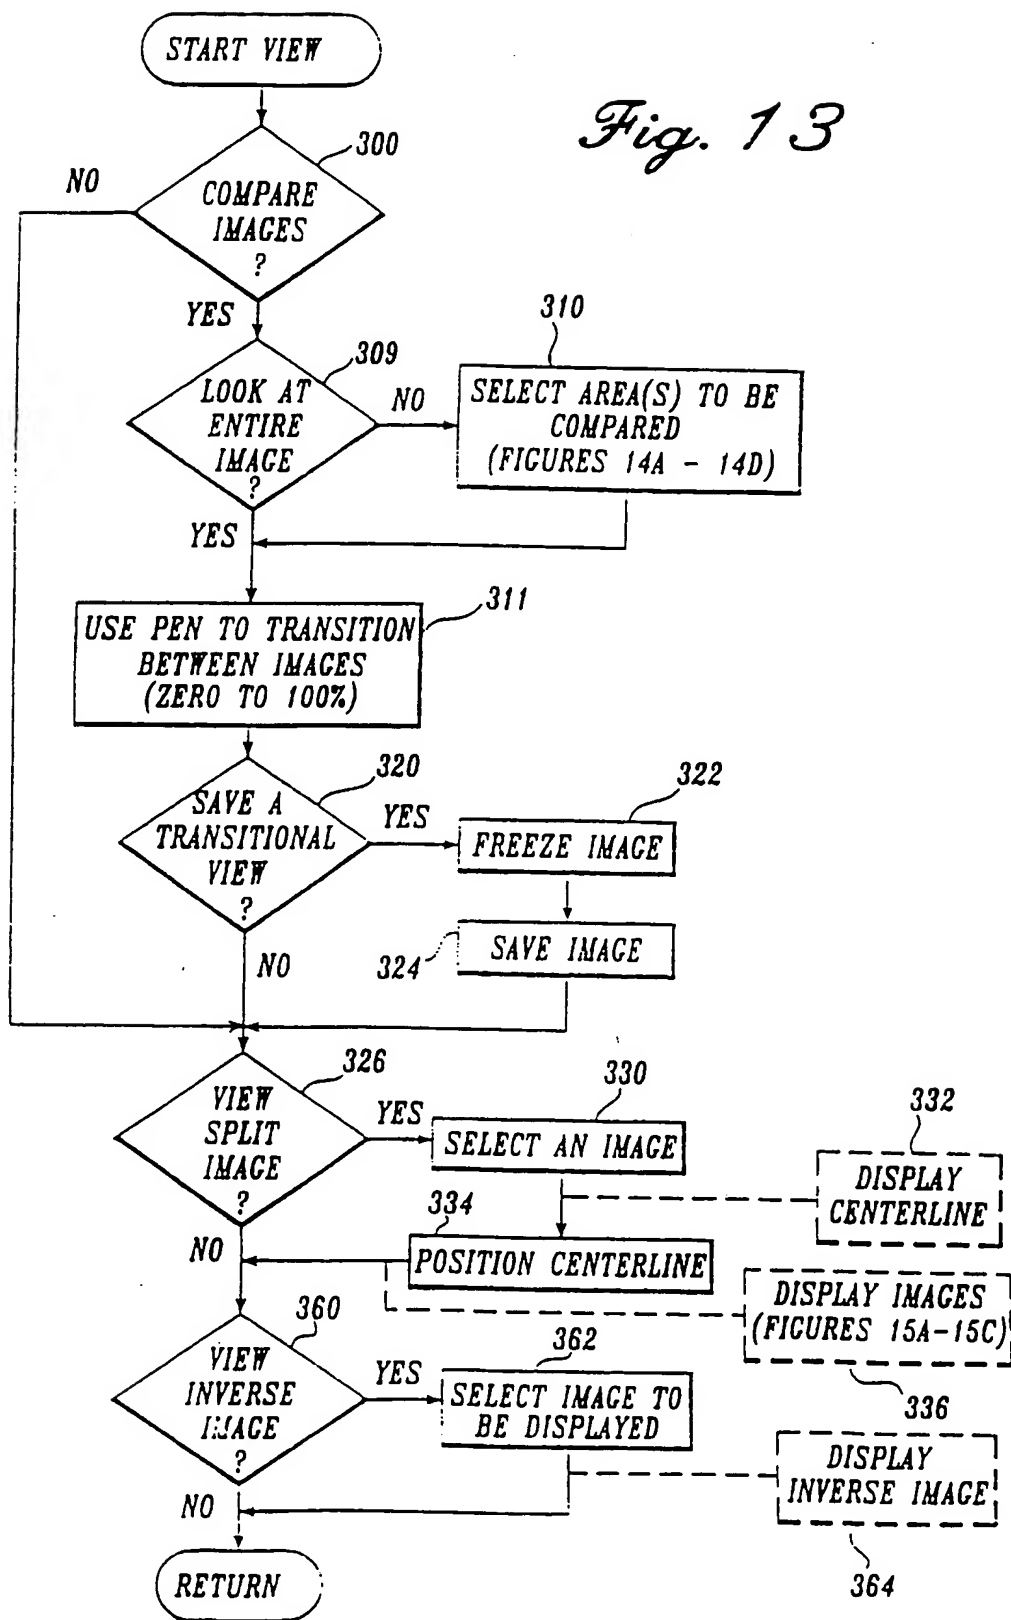 START VIEW
Fig. 13
300
NO
COMPARE
IMAGES
?
YES
309
310
LOOK AT
ENTIRE
IMAGE
?
NO
SELECT AREA(S) TO BE
COMPARED
(FIGURES 14A - 14D)
YES
311
USE PEN TO TRANSITION
BETWEEN IMAGES
(ZERO TO 100%)
320
322
SAVE A
TRANSITIONAL
VIEW
?
YES
FREEZE IMAGE
324
SAVE IMAGE
NO
326
330
332
VIEW
SPLIT
IMAGE
?
YES
SELECT AN IMAGE
DISPLAY
CENTERLINE
334
NO
POSITION CENTERLINE
DISPLAY IMAGES
(FIGURES 15A-15C)
336
360
362
VIEW
INVERSE
IMAGE
?
YES
SELECT IMAGE TO
BE DISPLAYED
DISPLAY
INVERSE IMAGE
364
NO
RETURN